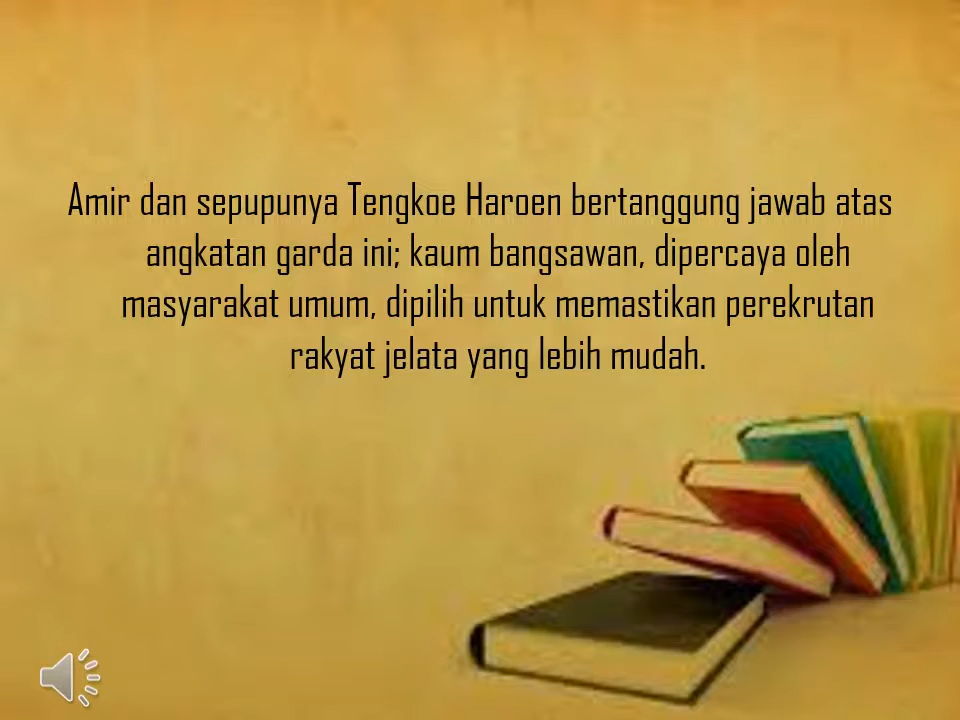 Amir dan sepupunya Tengkoe Haroen bertanggung jawab atas
angkatan garda ini; kaum bangsawan, dipercaya oleh
masyarakat umum, dipilih untuk memastikan perekrutan
rakyat jelata yang lebih mudah.